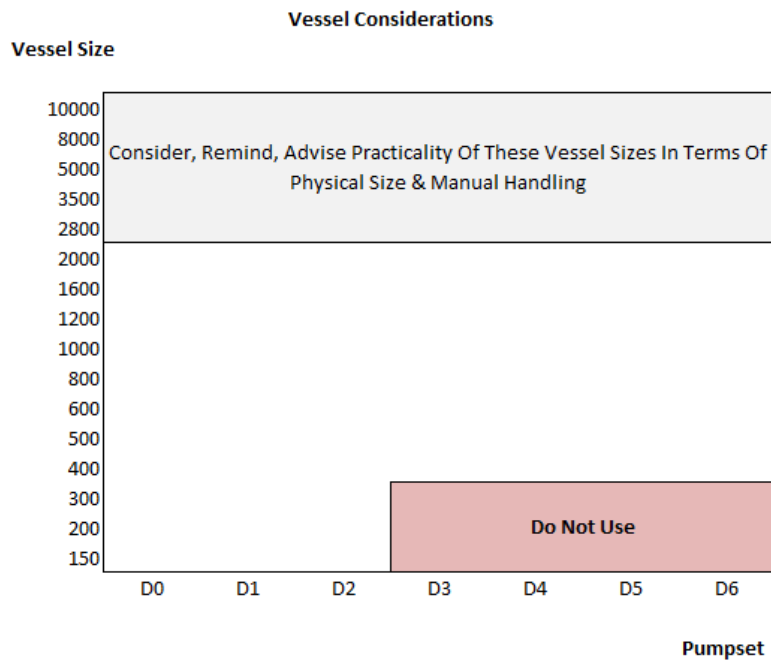 Vessel Considerations
Vessel Size
10000
8000
Consider, Remind, Advise Practicality Of These Vessel Sizes In Terms Of
5000
Physical Size & Manual Handling
3500
2800
2000
1600
1200
1000
800
600
500
400
300
200
Do Not Use
150
D0 D1 D2 D3 D4 D5 D6
Pumpset